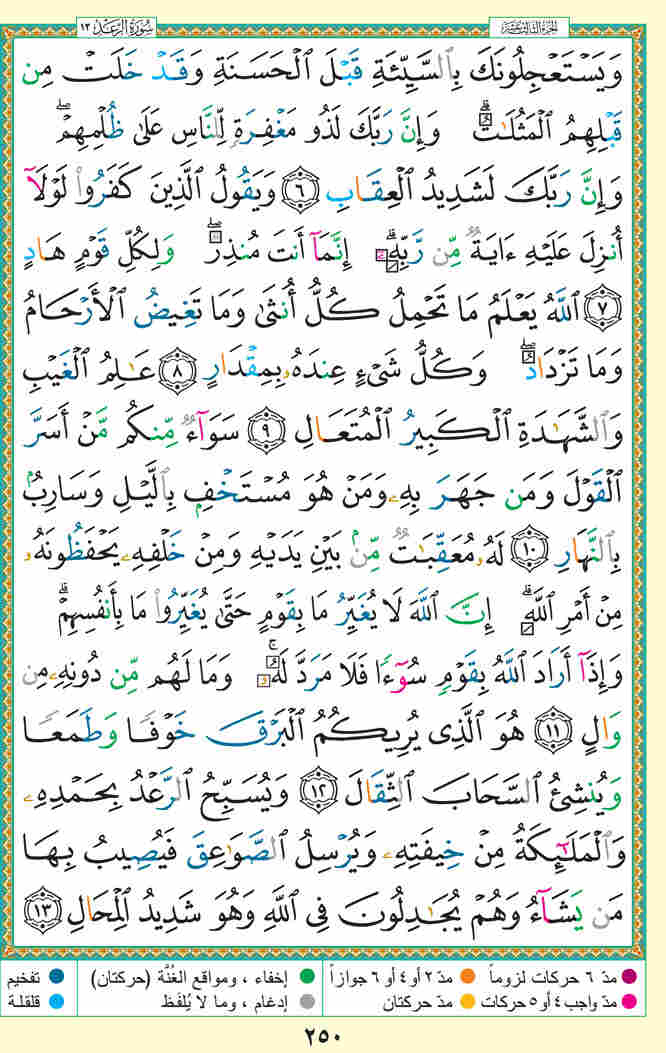 سُورَةُ الرَّعْدِ ١٣
الجزء الثالث عشر
وَيَسْتَعْجِلُونَكَ بِٱلسَّيِّئَةِ قَبْلَ ٱلْحَسَنَةِ وَقَدْ خَلَتْ مِن
قَبْلِهِمُ ٱلْمَثُلَٰتُ ۗ وَإِنَّ رَبَّكَ لَذُو مَغْفِرَةٍ لِّلنَّاسِ عَلَىٰ ظُلْمِهِمْ ۖ
وَإِنَّ رَبَّكَ لَشَدِيدُ ٱلْعِقَابِ ٦ وَيَقُولُ ٱلَّذِينَ كَفَرُوا۟ لَوْلَآ
أُنزِلَ عَلَيْهِ ءَايَةٌ مِّن رَّبِّهِۦٓ ۗ إِنَّمَآ أَنتَ مُنذِرٌ ۖ وَلِكُلِّ قَوْمٍ هَادٍ
٧ ٱللَّهُ يَعْلَمُ مَا تَحْمِلُ كُلُّ أُنثَىٰ وَمَا تَغِيضُ ٱلْأَرْحَامُ
وَمَا تَزْدَادُ ۖ وَكُلُّ شَىْءٍ عِندَهُۥ بِمِقْدَارٍ ٨ عَٰلِمُ ٱلْغَيْبِ
وَٱلشَّهَٰدَةِ ٱلْكَبِيرُ ٱلْمُتَعَالِ ٩ سَوَآءٌ مِّنكُم مَّنْ أَسَرَّ
ٱلْقَوْلَ وَمَن جَهَرَ بِهِۦ وَمَنْ هُوَ مُسْتَخْفٍۭ بِٱلَّيْلِ وَسَارِبٌۢ
بِٱلنَّهَارِ ١٠ لَهُۥ مُعَقِّبَٰتٌ مِّنۢ بَيْنِ يَدَيْهِ وَمِنْ خَلْفِهِۦ يَحْفَظُونَهُۥ
مِنْ أَمْرِ ٱللَّهِ ۗ إِنَّ ٱللَّهَ لَا يُغَيِّرُ مَا بِقَوْمٍ حَتَّىٰ يُغَيِّرُوا۟ مَا بِأَنفُسِهِمْ ۗ
وَإِذَآ أَرَادَ ٱللَّهُ بِقَوْمٍ سُوٓءًا فَلَا مَرَدَّ لَهُۥ ۚ وَمَا لَهُم مِّن دُونِهِۦ مِن
وَالٍ ١١ هُوَ ٱلَّذِى يُرِيكُمُ ٱلْبَرْقَ خَوْفًا وَطَمَعًا
وَيُنشِئُ ٱلسَّحَابَ ٱلثِّقَالَ ١٢ وَيُسَبِّحُ ٱلرَّعْدُ بِحَمْدِهِۦ
وَٱلْمَلَٰٓئِكَةُ مِنْ خِيفَتِهِۦ وَيُرْسِلُ ٱلصَّوَٰعِقَ فَيُصِيبُ بِهَا
مَن يَشَآءُ وَهُمْ يُجَٰدِلُونَ فِى ٱللَّهِ وَهُوَ شَدِيدُ ٱلْمِحَالِ ١٣
مدّ ٦ حركات لزوماً مدّ ٢ أو ٤ أو ٦ جوازاً إخفاء ، ومواقع الغُنَّة (حركتان) تفخيم
مدّ واجب ٤ أو ٥ حركات مدّ حركتان إدغام ، وما لا يُلفَظ قلقلة
٢٥٠